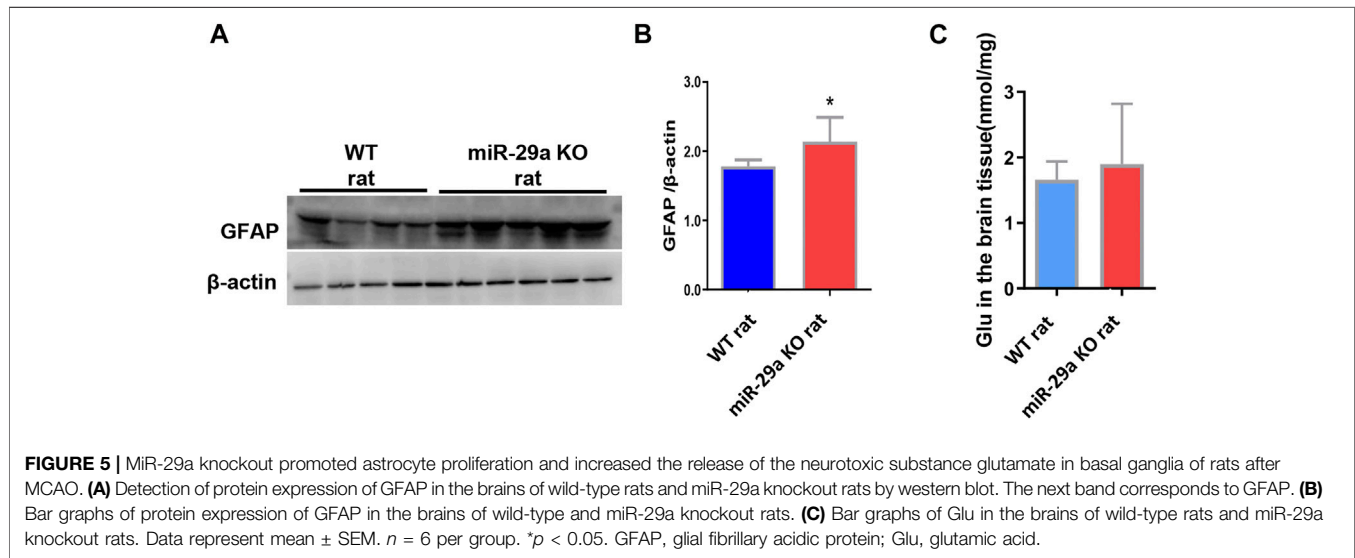 A
B
C
WT
rat
miR-29a KO
rat
GFAP
β-actin
GFAP /β-actin
3.0
2.0
1.0
0.0
*
WT rat
miR-29a KO rat
Glu in the brain tissue(nmol/mg)
3
2
1
0
WT rat
miR-29a KO rat
FIGURE 5 | MiR-29a knockout promoted astrocyte proliferation and increased the release of the neurotoxic substance glutamate in basal ganglia of rats after
MCAO. (A) Detection of protein expression of GFAP in the brains of wild-type rats and miR-29a knockout rats by western blot. The next band corresponds to GFAP. (B)
Bar graphs of protein expression of GFAP in the brains of wild-type and miR-29a knockout rats. (C) Bar graphs of Glu in the brains of wild-type rats and miR-29a
knockout rats. Data represent mean ± SEM. n = 6 per group. *p < 0.05. GFAP, glial fibrillary acidic protein; Glu, glutamic acid.